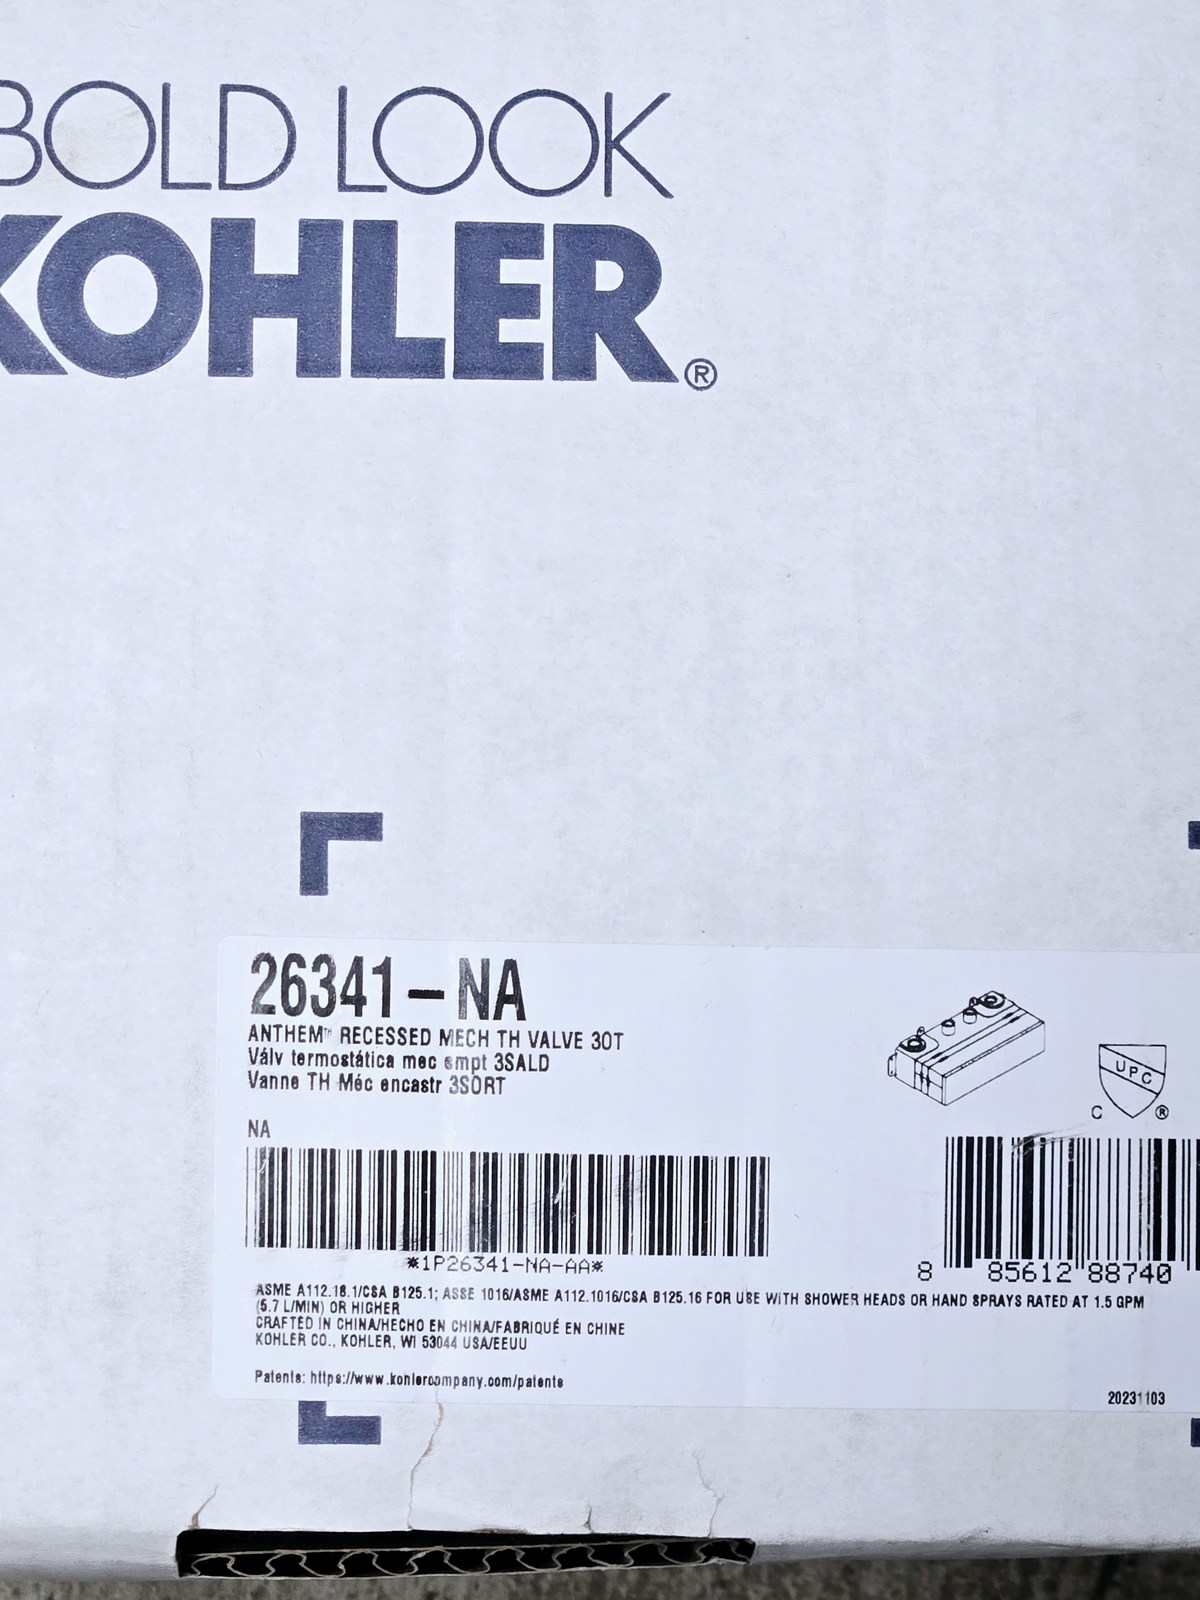 BOLD LOOK
KOHLER®
26341-NA
ANTHEM™ RECESSED MECH TH VALVE 3OT
Válv termostática mec empt 3SALD
Vanne TH Méc encastr 3SORT
UPC
C ®
NA
*1P26341-NA-AA*
8 85612 88740
ASME A112.18.1/CSA B125.1; ASSE 1016/ASME A112.1016/CSA B125.16 FOR USE WITH SHOWER HEADS OR HAND SPRAYS RATED AT 1.5 GPM
(5.7 L/MIN) OR HIGHER
CRAFTED IN CHINA/HECHO EN CHINA/FABRIQUÉ EN CHINE
KOHLER CO., KOHLER, WI 53044 USA/EEUU
Patents: https://www.kohlercompany.com/patents
20231103